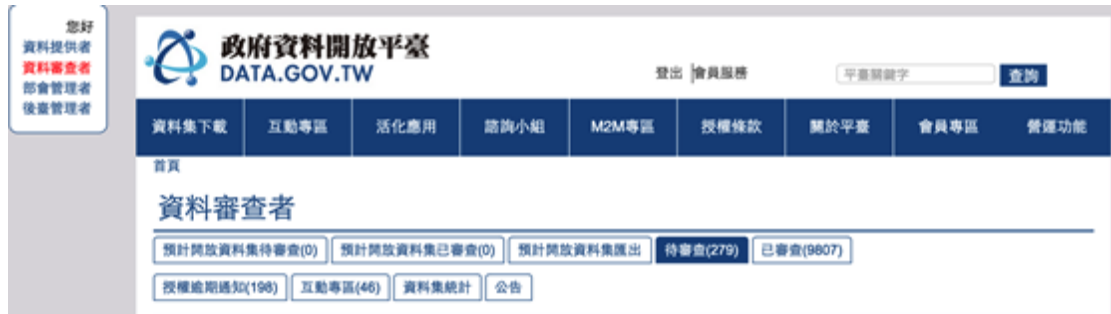 您好
資料提供者
資料審查者
部會管理者
後臺管理者
政府資料開放平臺
DATA.GOV.TW
登出 會員服務 平臺關鍵字 查詢
資料集下載 互動專區 活化應用 諮詢小組 M2M專區 授權條款 關於平臺 會員專區 營運功能
首頁
資料審查者
預計開放資料集待審查(0) 預計開放資料集已審查(0) 預計開放資料集匯出 待審查(279) 已審查(9807)
授權逾期通知(198) 互動專區(46) 資料集統計 公告